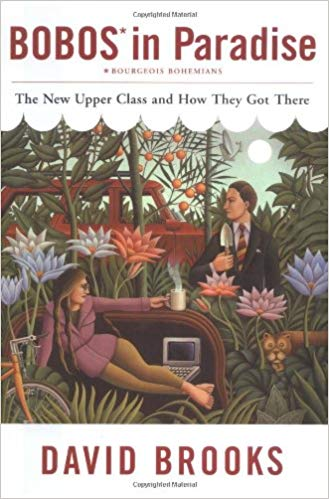 BOBOS* in Paradise
*BOURGEOIS BOHEMIANS
The New Upper Class and How They Got There
DAVID BROOKS